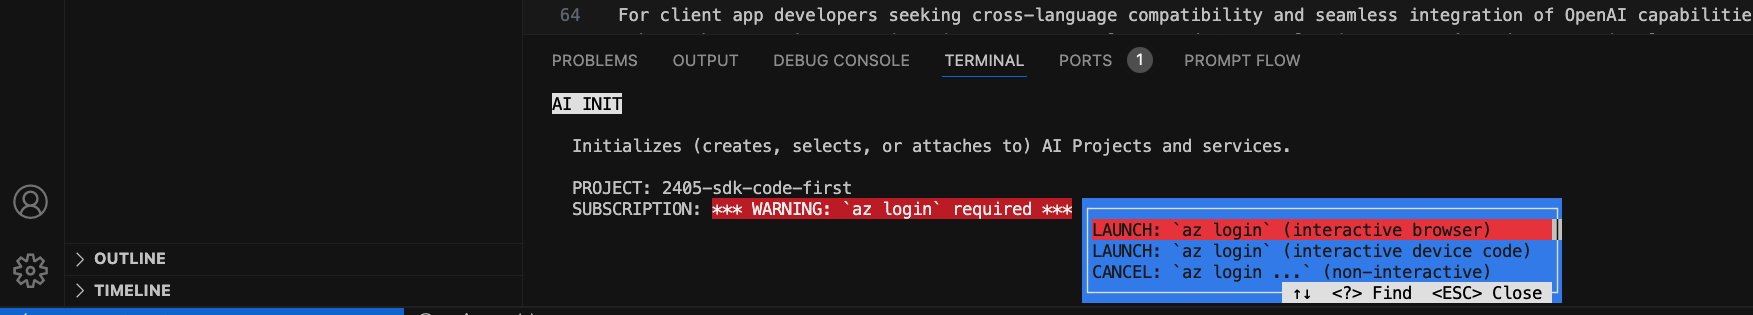 64 For client app developers seeking cross-language compatibility and seamless integration of OpenAI capabilitie
PROBLEMS OUTPUT DEBUG CONSOLE TERMINAL PORTS 1 PROMPT FLOW
AI INIT
Initializes (creates, selects, or attaches to) AI Projects and services.
PROJECT: 2405-sdk-code-first
SUBSCRIPTION: *** WARNING: `az login` required ***
LAUNCH: `az login` (interactive browser)
LAUNCH: `az login` (interactive device code)
CANCEL: `az login ...` (non-interactive)
↑↓ <?> Find <ESC> Close
OUTLINE
TIMELINE